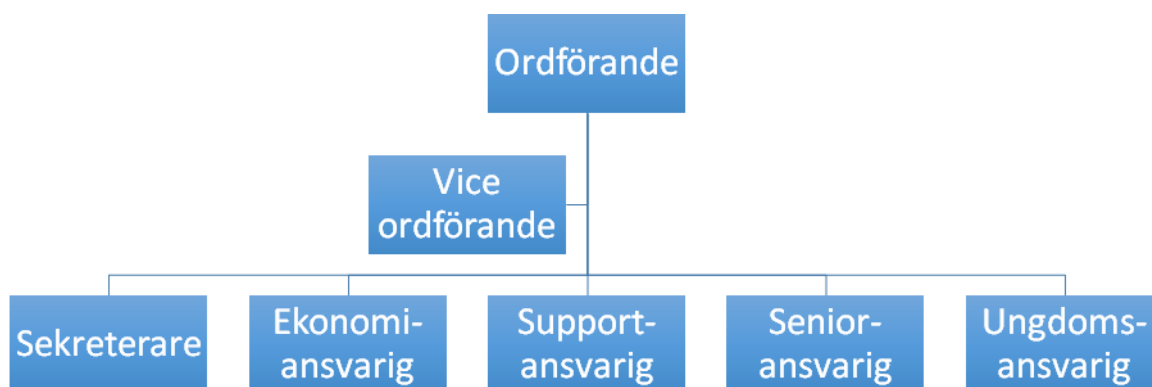 Ordförande
Vice
ordförande
Sekreterare
Ekonomi-
ansvarig
Support-
ansvarig
Senior-
ansvarig
Ungdoms-
ansvarig